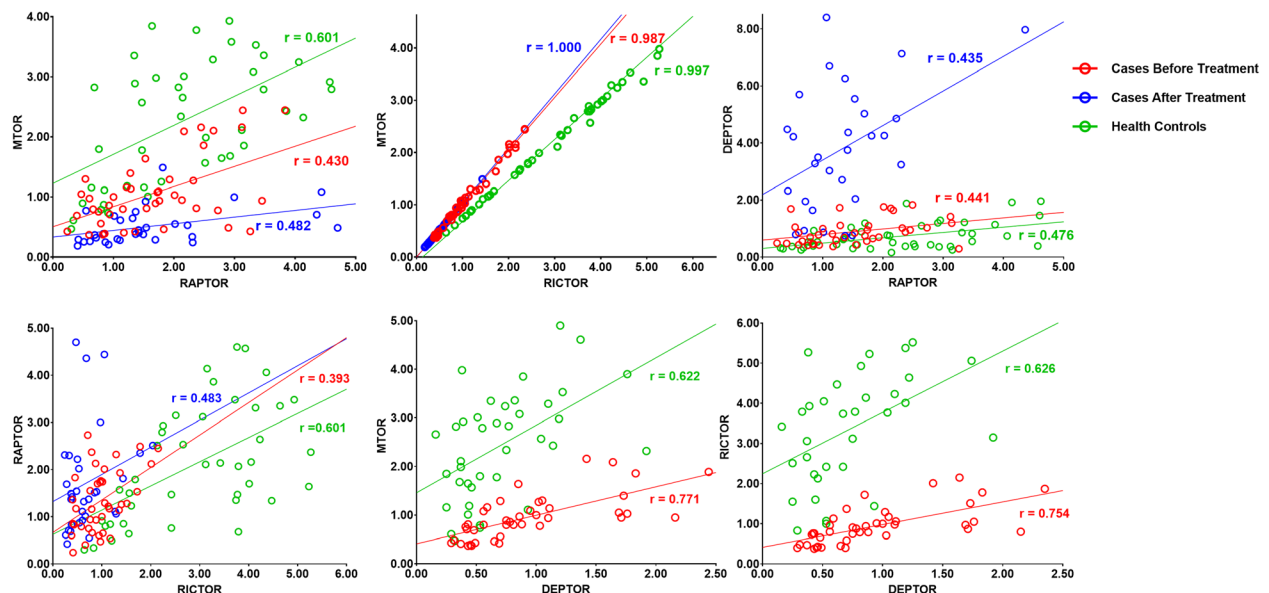 4.00
3.00
2.00
1.00
0.00
MTOR
0.00 1.00 2.00 3.00 4.00 5.00
RAPTOR
r = 0.601
r = 0.430
r = 0.482
4.00
3.00
2.00
1.00
0.00
MTOR
0.00 1.00 2.00 3.00 4.00 5.00 6.00
RICTOR
r = 1.000
r = 0.987
r = 0.997
8.00
6.00
4.00
2.00
0.00
DEPTOR
0.00 1.00 2.00 3.00 4.00 5.00
RAPTOR
r = 0.435
r = 0.441
r = 0.476
Cases Before Treatment
Cases After Treatment
Health Controls
5.00
4.00
3.00
2.00
1.00
0.00
RAPTOR
0.00 1.00 2.00 3.00 4.00 5.00 6.00
RICTOR
r = 0.483
r = 0.393
r =0.601
5.00
4.00
3.00
2.00
1.00
0.00
MTOR
0.00 0.50 1.00 1.50 2.00 2.50
DEPTOR
r = 0.622
r = 0.771
6.00
5.00
4.00
3.00
2.00
1.00
0.00
RICTOR
0.00 0.50 1.00 1.50 2.00 2.50
DEPTOR
r = 0.626
r = 0.754